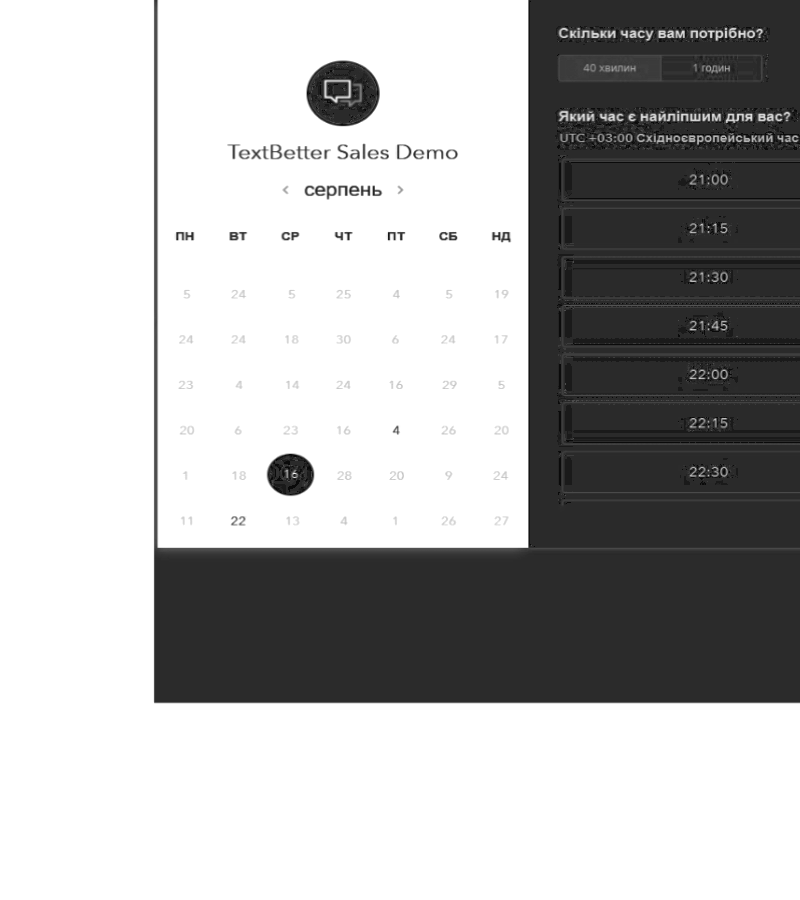 TextBetter Sales Demo
серпень
ПН ВТ СР ЧТ ПТ СБ НД
5 24 5 25 4 5 19
24 24 18 30 6 24 17
23 4 14 24 16 29 5
20 6 23 16 4 26 20
1 18 16 28 20 9 24
11 22 13 4 1 26 27
Скільки часу вам потрібно?
40 хвилин 1 годин
Який час є найліпшим для вас?
UTC +03:00 Східноєвропейський час
21:00
21:15
21:30
21:45
22:00
22:15
22:30